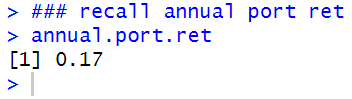 > ### recall annual port ret
> annual.port.ret
[1] 0.17
>